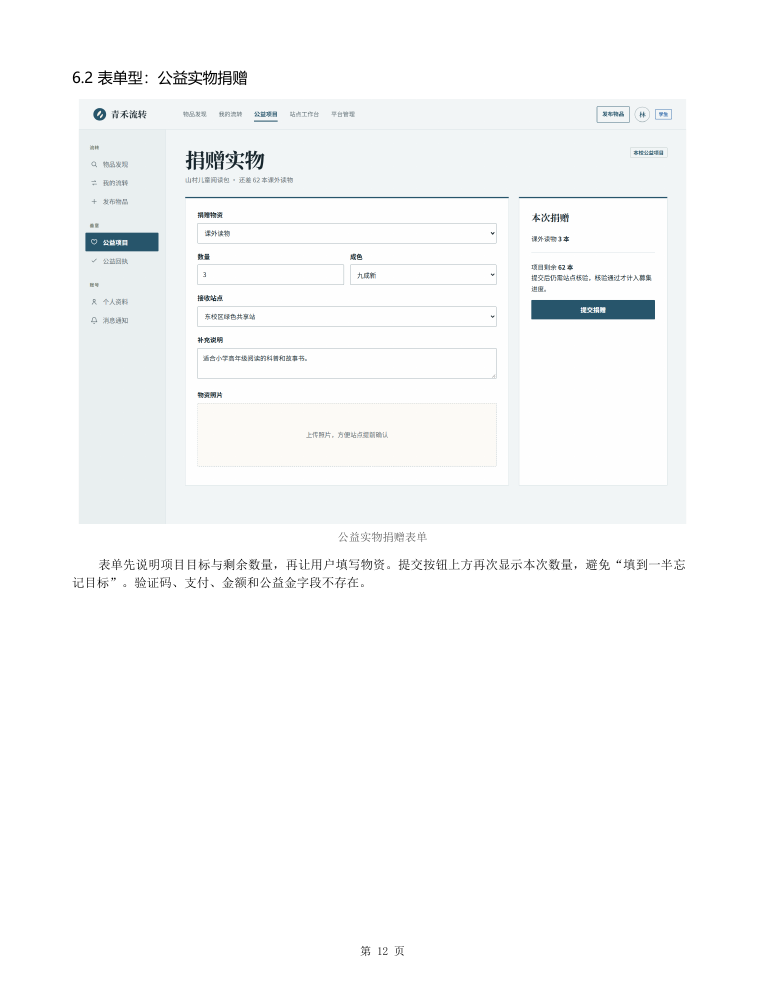 6.2 表单型：公益实物捐赠
青禾流转
物品发现 我的流转 公益项目 站点工作台 平台管理
发布物品 林 学生
流转
物品发现
我的流转
发布物品
公益项目
公益回执
账号
个人资料
消息通知
捐赠实物
山村儿童阅读包 · 还差 62 本课外读物
本校公益项目
捐赠物资
课外读物
数量 成色
3 九成新
接收站点
东校区绿色共享站
补充说明
适合小学高年级阅读的科普和故事书。
物资照片
上传照片，方便站点提前确认
本次捐赠
课外读物 3 本
项目剩余 62 本
提交后仍需站点核验，核验通过才计入募集
进度。
提交捐赠
公益实物捐赠表单
表单先说明项目目标与剩余数量，再让用户填写物资。提交按钮上方再次显示本次数量，避免“填到一半忘
记目标”。验证码、支付、金额和公益金字段不存在。
第 12 页